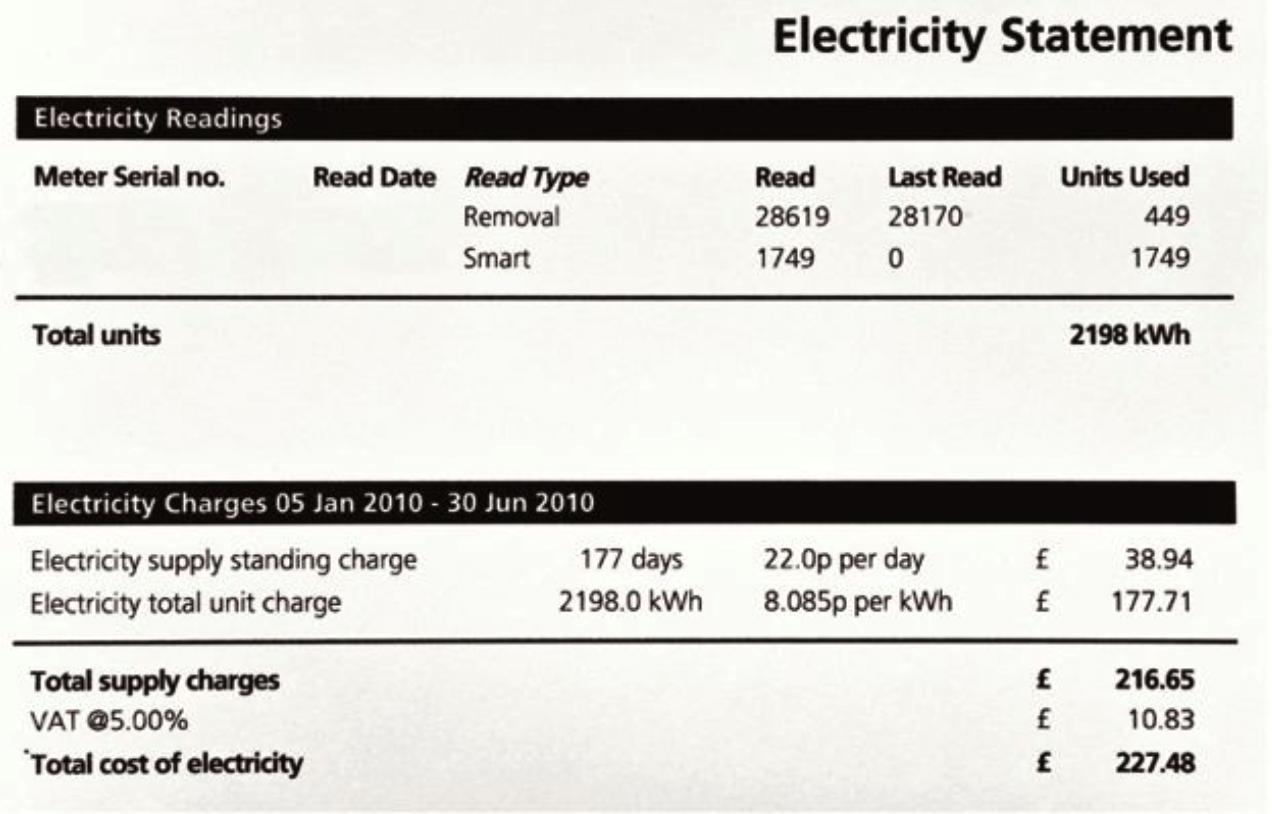 Electricity Statement
Electricity Readings
Meter Serial no. Read Date Read Type Read Last Read Units Used
Removal 28619 28170 449
Smart 1749 0 1749
Total units 2198 kWh
Electricity Charges 05 Jan 2010 - 30 Jun 2010
Electricity supply standing charge 177 days 22.0p per day £ 38.94
Electricity total unit charge 2198.0 kWh 8.085p per kWh £ 177.71
Total supply charges £ 216.65
VAT @5.00% £ 10.83
Total cost of electricity £ 227.48